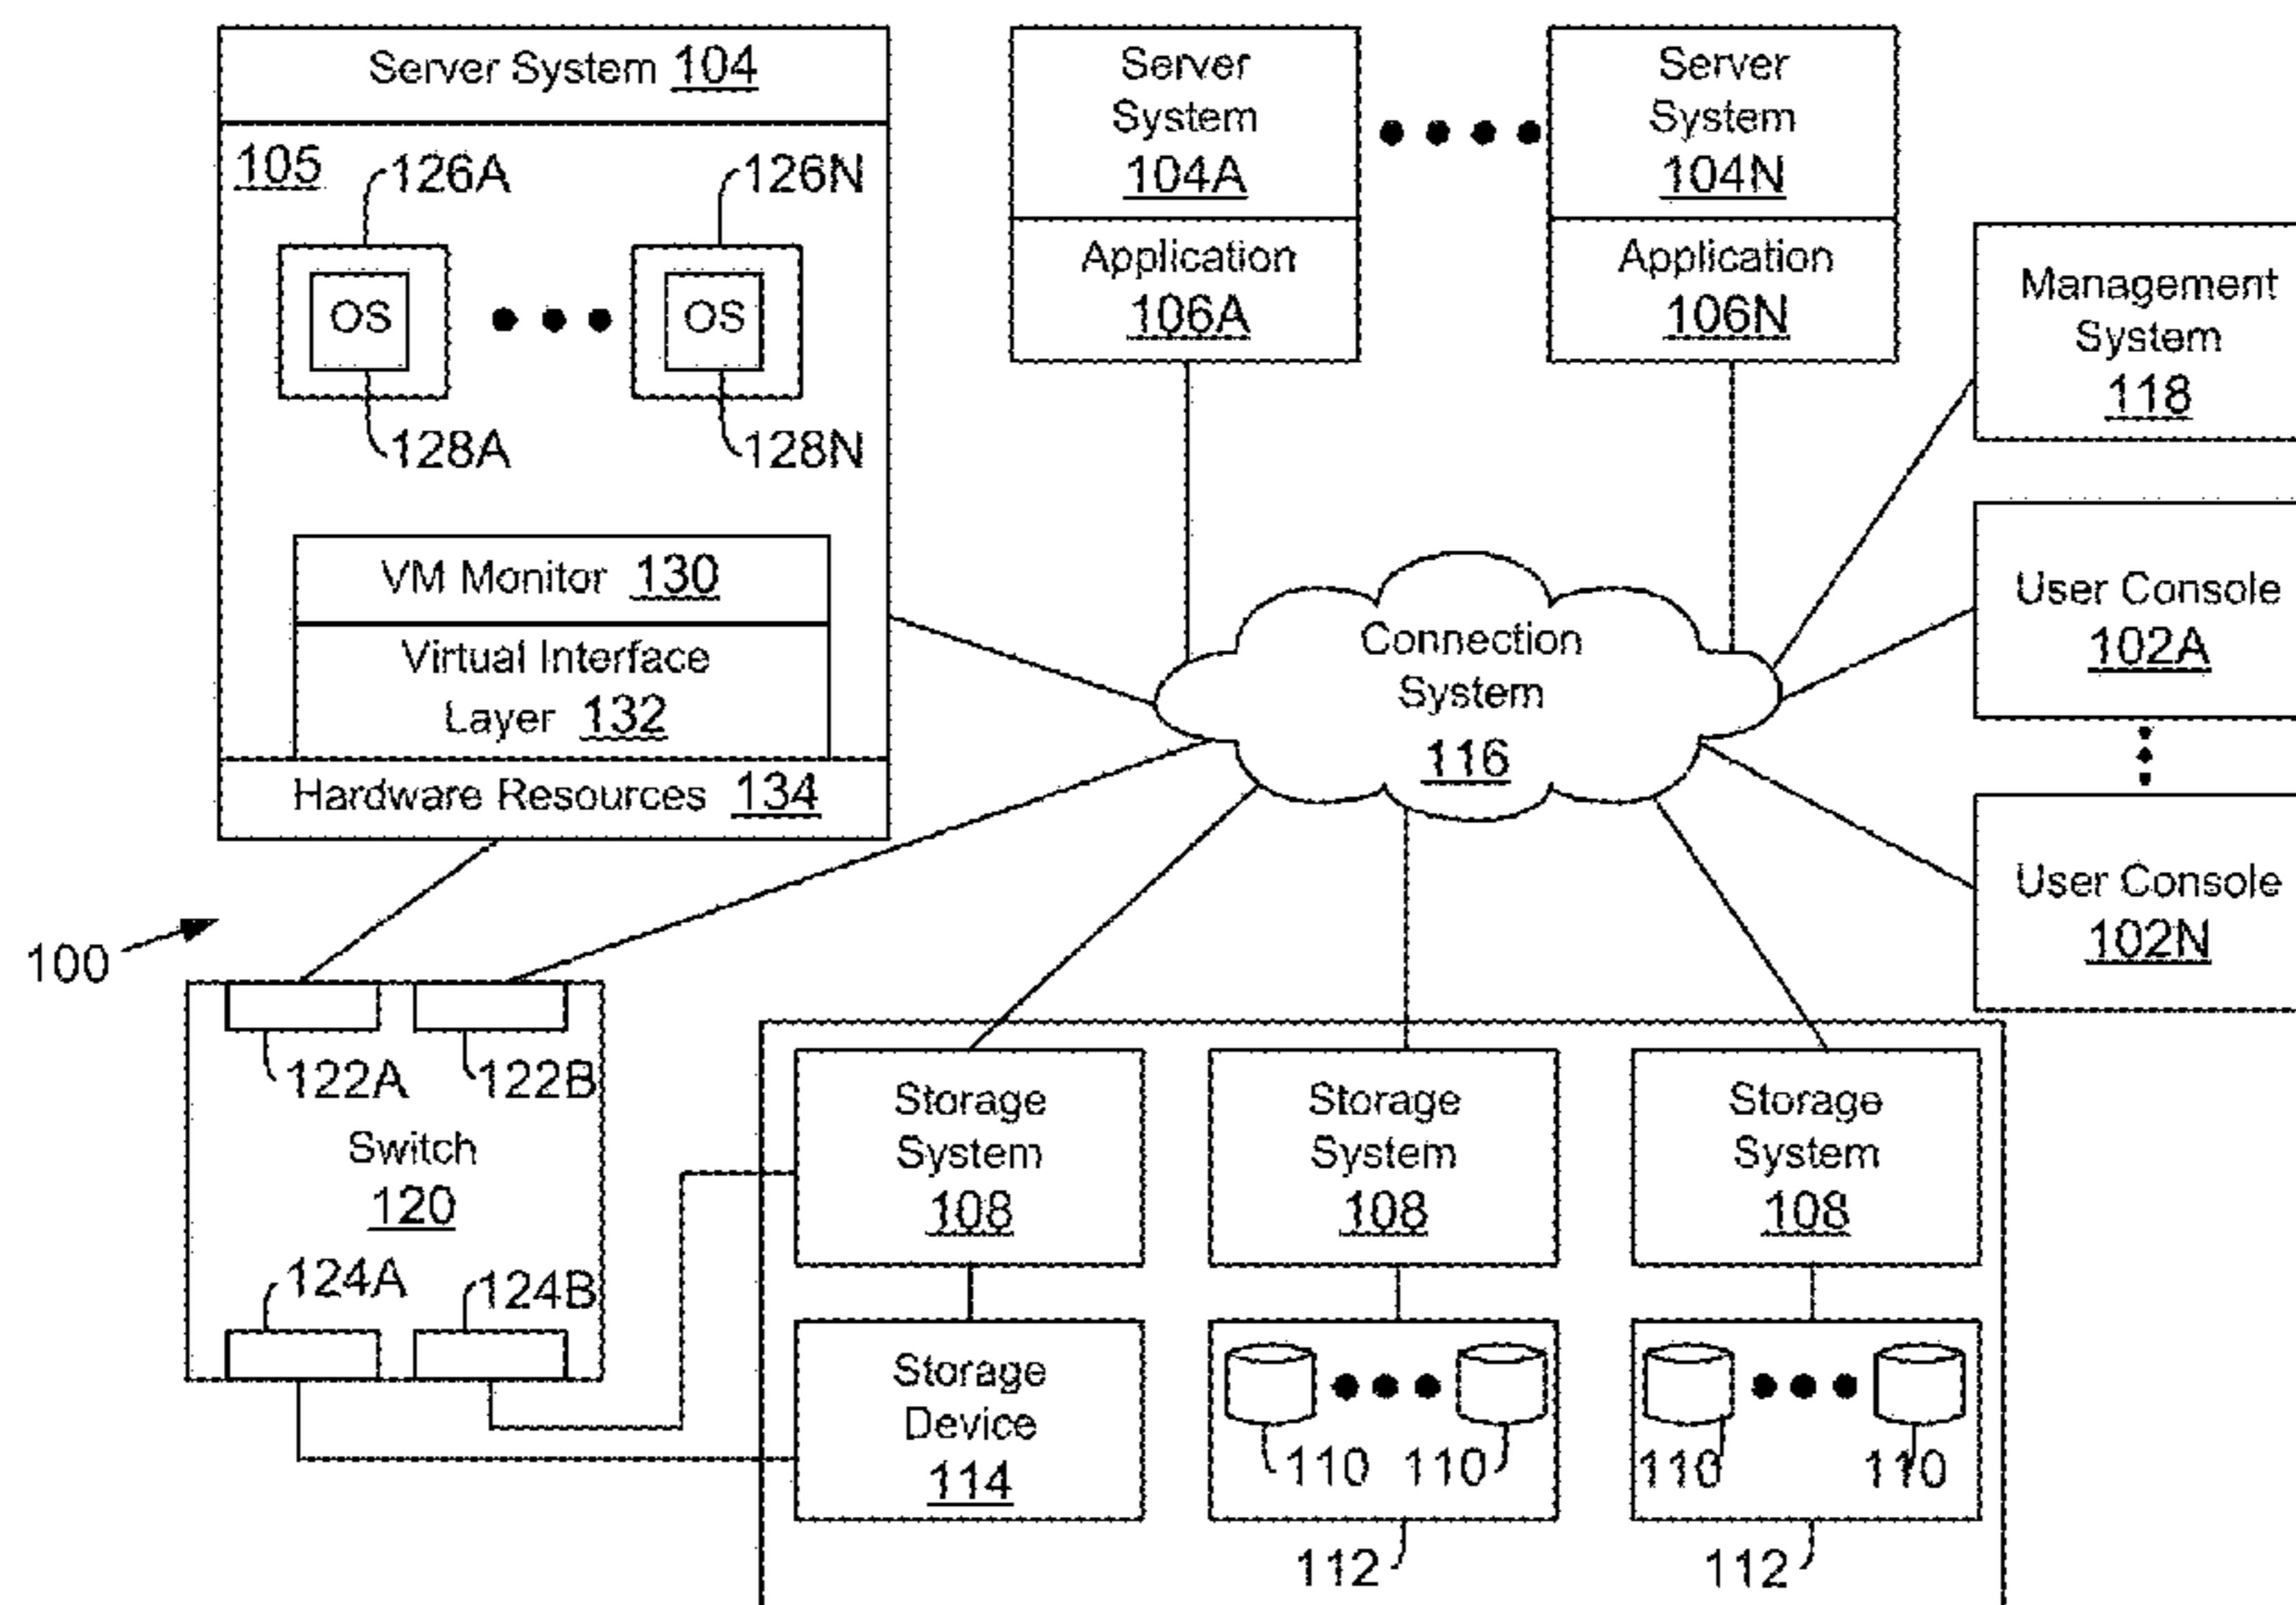 Server System 104
105
126A
126N
OS
OS
128A
128N
VM Monitor 130
Virtual Interface
Layer 132
Hardware Resources 134
Server
System
104A
Application
106A
Server
System
104N
Application
106N
Management
System
118
User Console
102A
User Console
102N
Connection
System
116
100
122A
122B
Switch
120
124A
124B
Storage
System
108
Storage
System
108
Storage
System
108
Storage
Device
114
110
110
110
110
112
112